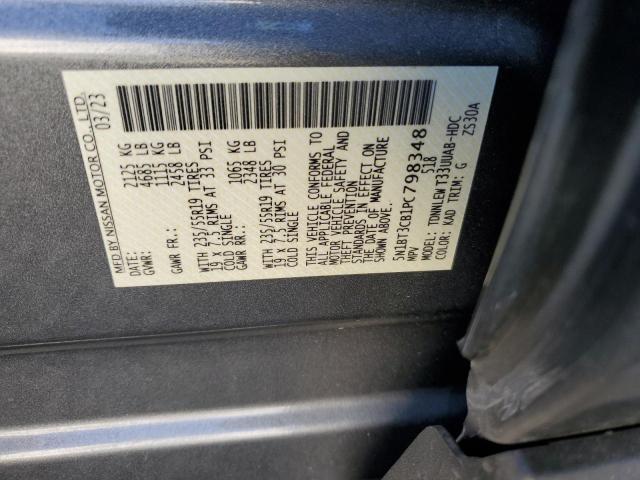 MFD.BY NISSAN MOTOR CO., LTD.
DATE: 03/23
GVWR: 2125 KG
4685 LB
GAWR FR.: 1115 KG
2458 LB
WITH 235/55R19 TIRES
19 x 7.5 RIMS AT 33 PSI
COLD SINGLE
GAWR RR.: 1065 KG
2348 LB
WITH 235/55R19 TIRES
19 x 7.5 RIMS AT 30 PSI
COLD SINGLE
THIS VEHICLE CONFORMS TO
ALL APPLICABLE FEDERAL
MOTOR VEHICLE SAFETY AND
THEFT PREVENTION
STANDARDS IN EFFECT ON
THE DATE OF MANUFACTURE
SHOWN ABOVE.
5N1BT3CB1PC798348
MPV 518
MODEL: TDNNLEW T33UUAB-HDC
COLOR: KAD TRIM: G ZS30A